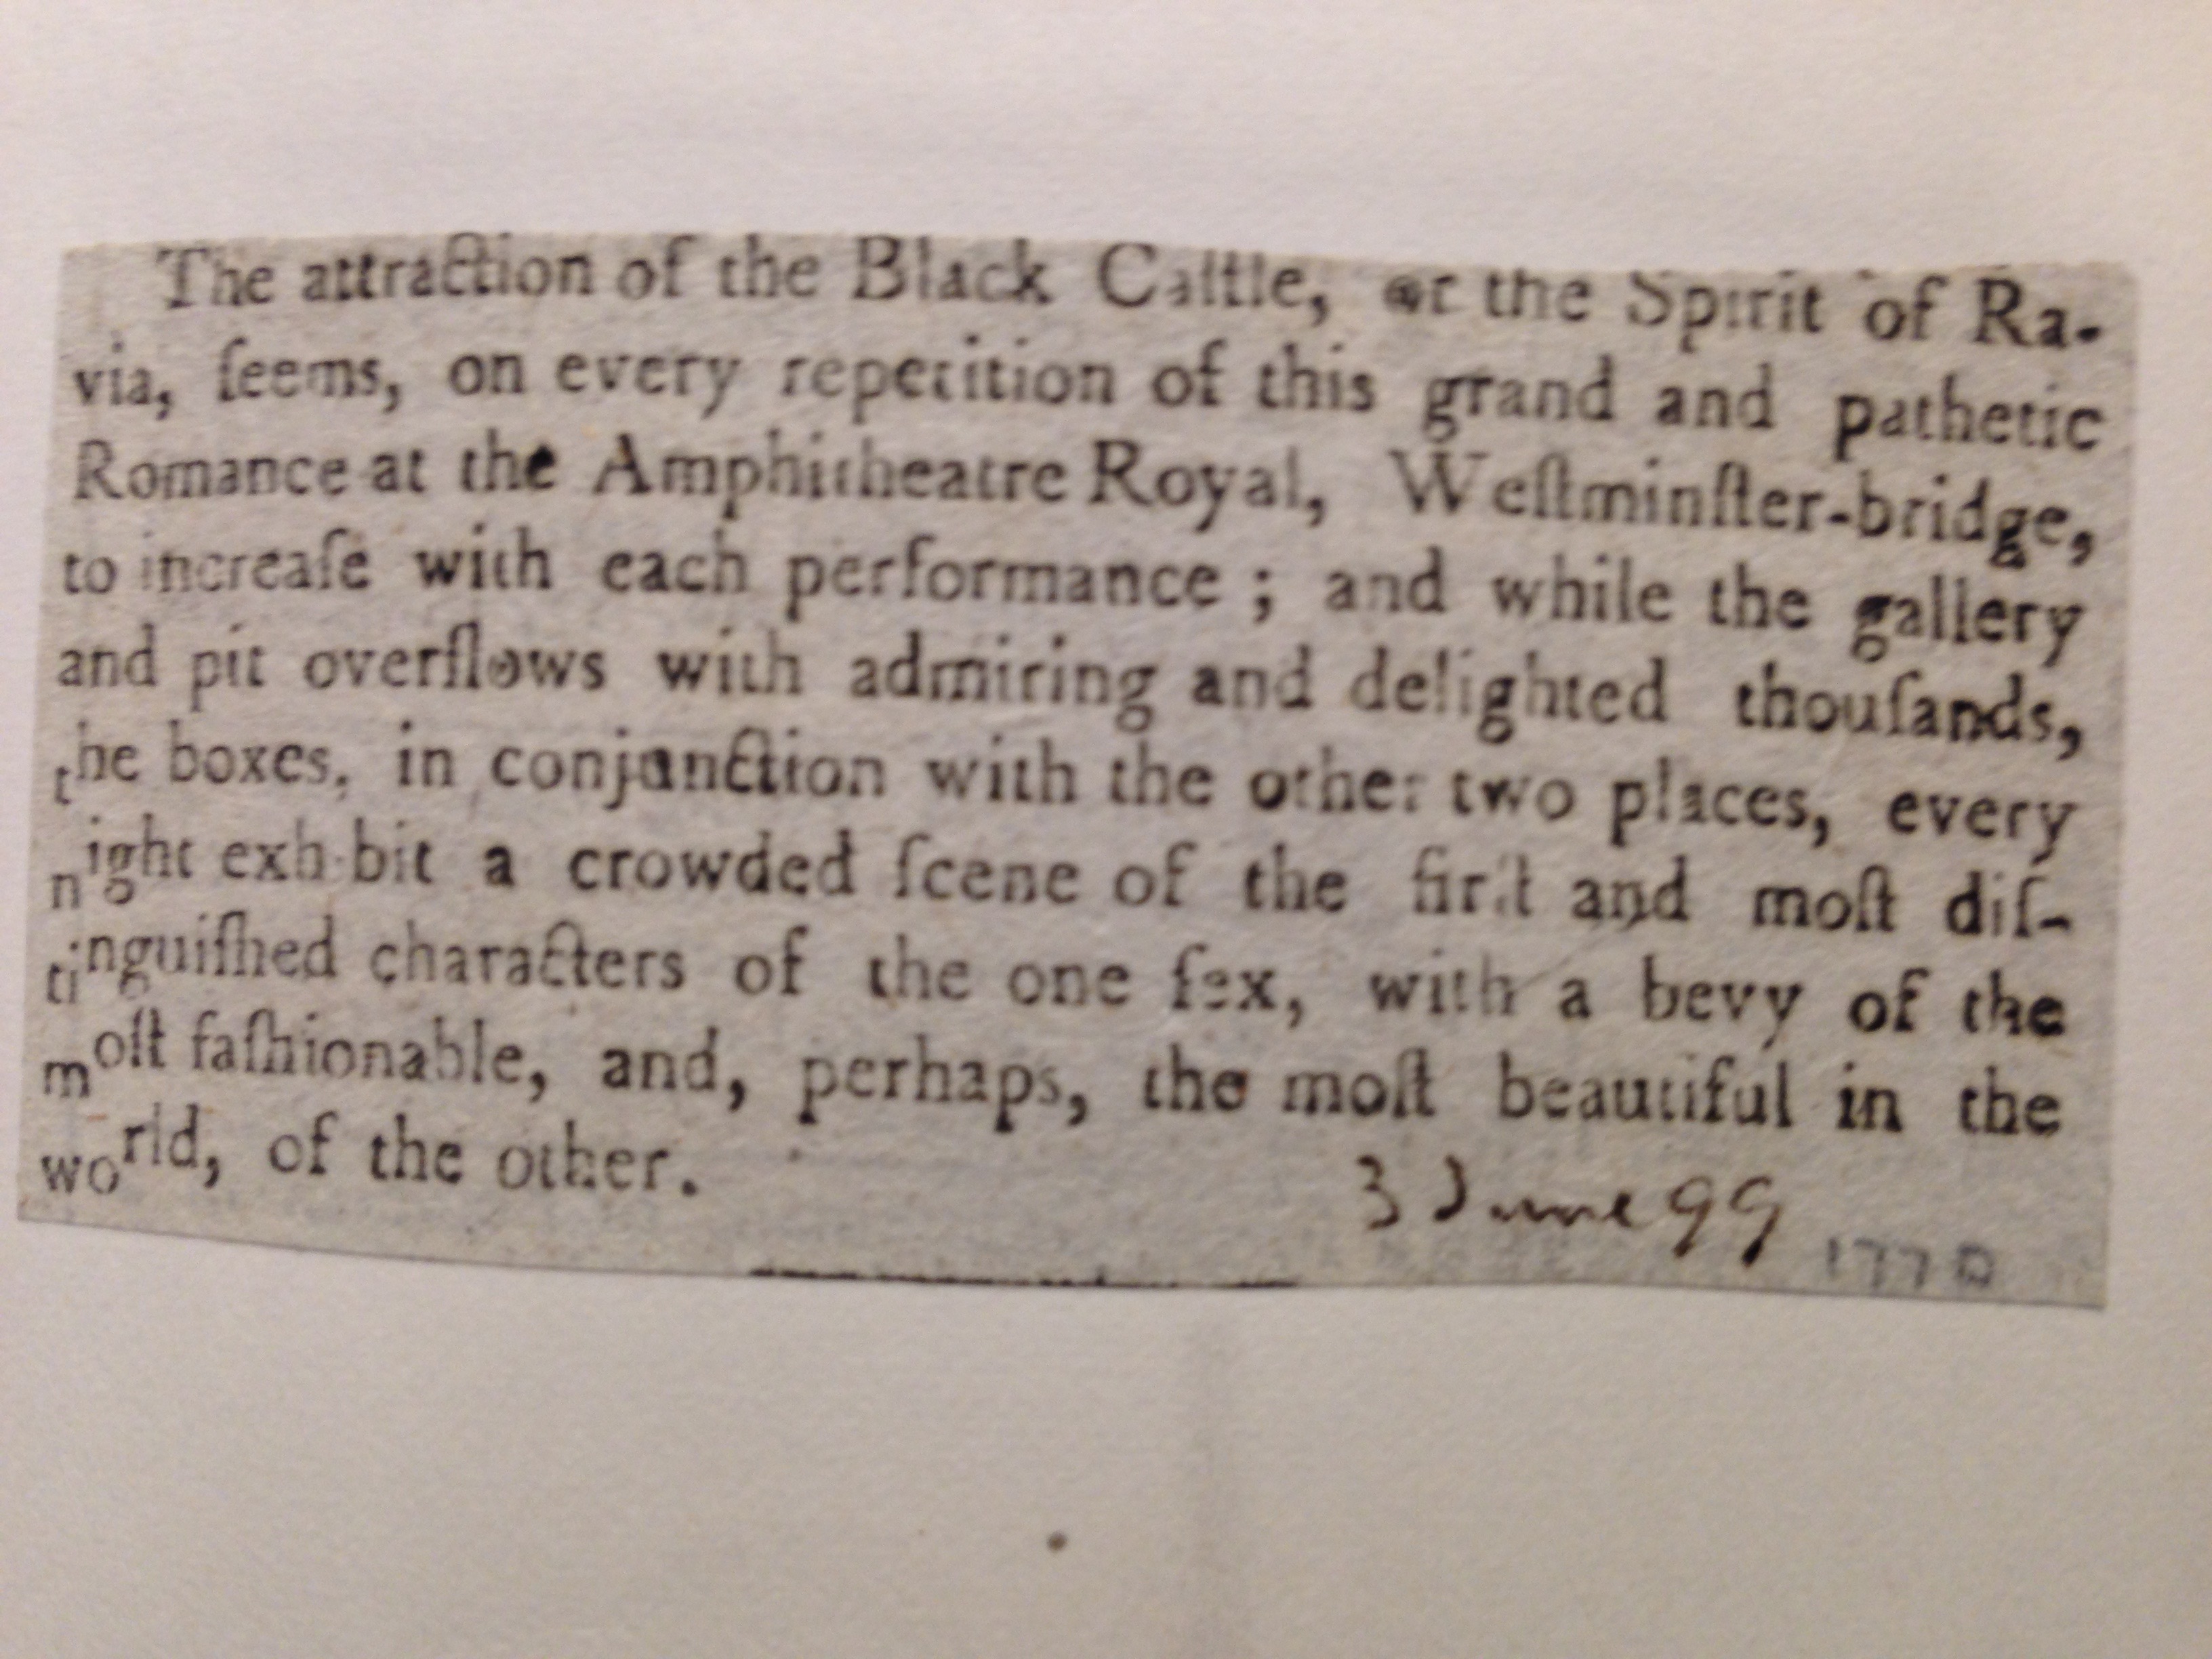 The attraction of the Black Caſtle, or the Spirit of Ra-
via, ſeems, on every repetition of this grand and pathetic
Romance at the Amphitheatre Royal, Weſtminſter-bridge,
to increaſe with each performance ; and while the gallery
and pit overflows with admiring and delighted thouſands,
the boxes, in conjunction with the other two places, every
night exhibit a crowded ſcene of the firſt and moſt diſ-
tinguiſhed characters of the one ſex, with a bevy of the
moſt faſhionable, and, perhaps, the moſt beautiful in the
world, of the other.
3 June 99